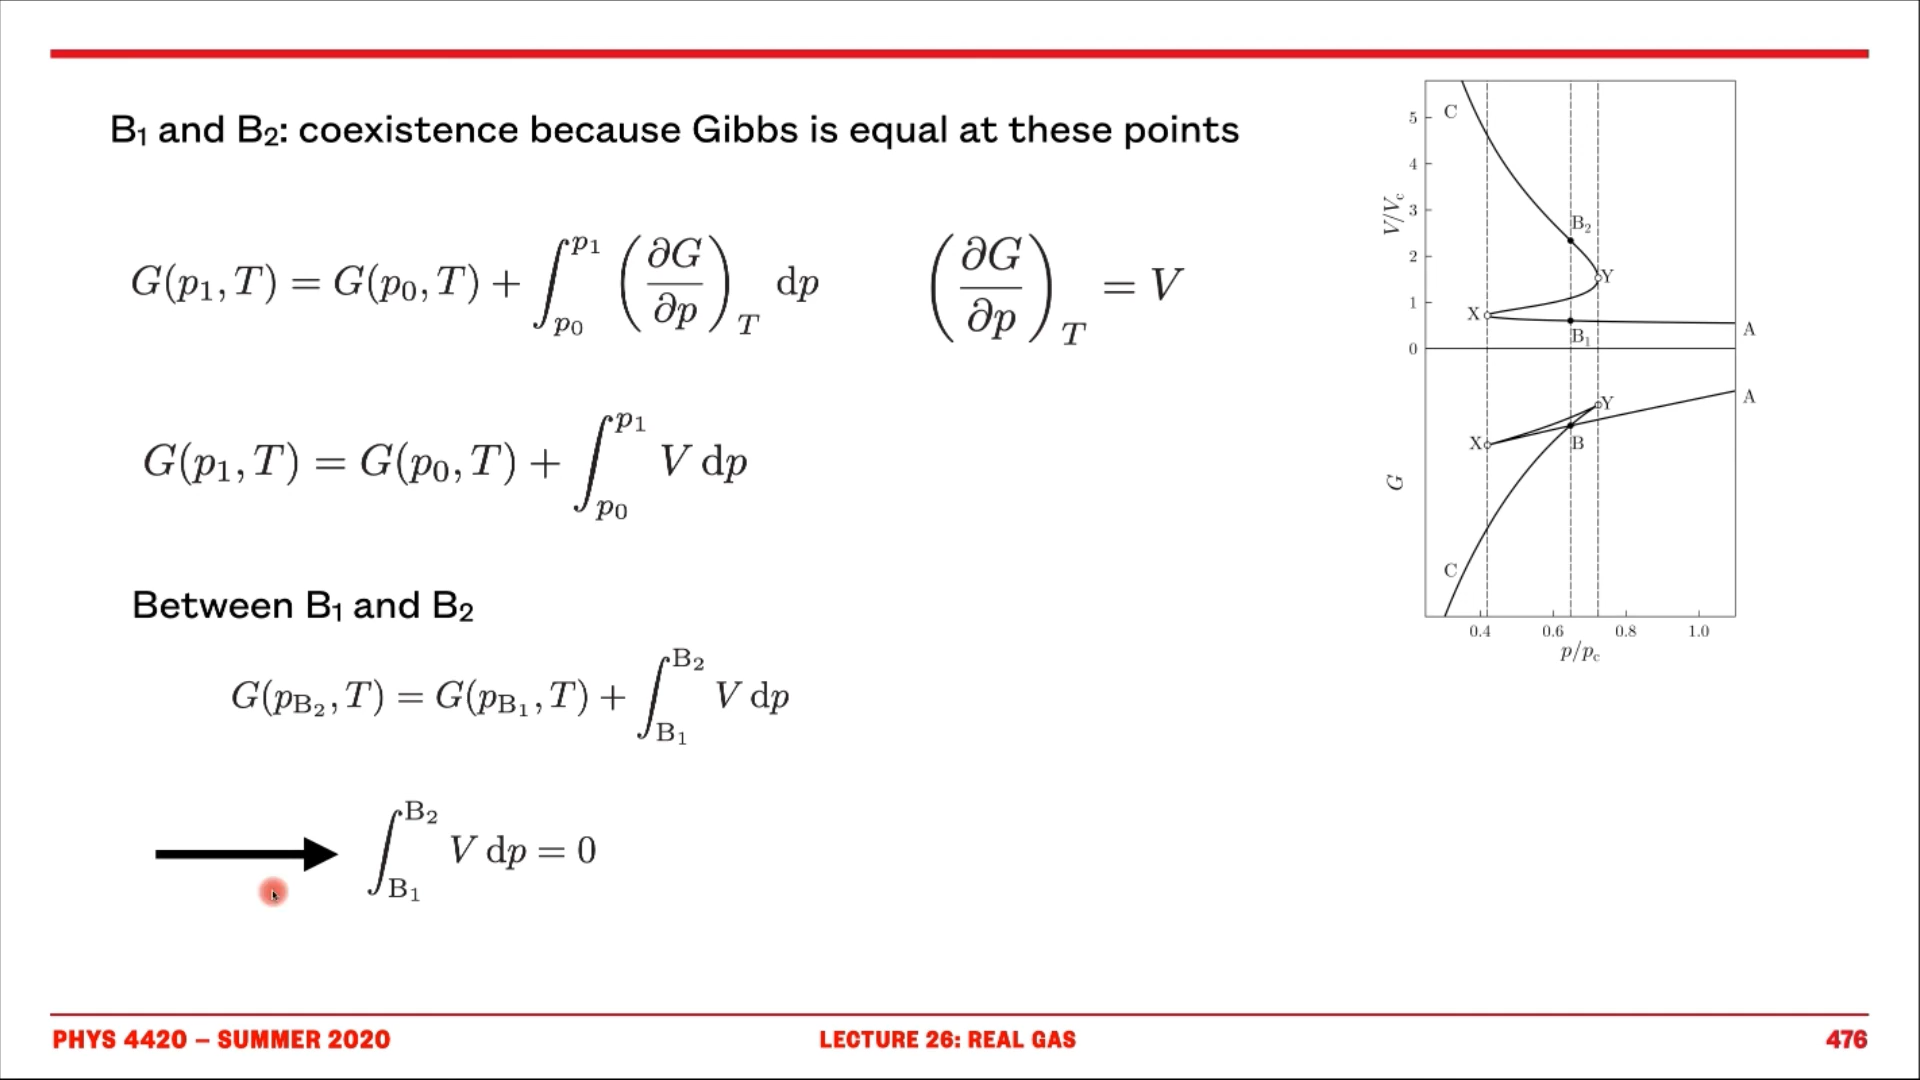 B₁ and B₂: coexistence because Gibbs is equal at these points
G(p₁, T) = G(p₀, T) + ∫_{p₀}^{p₁} (∂G/∂p)_T dp
(∂G/∂p)_T = V
G(p₁, T) = G(p₀, T) + ∫_{p₀}^{p₁} V dp
Between B₁ and B₂
G(p_{B₂}, T) = G(p_{B₁}, T) + ∫_{B₁}^{B₂} V dp
∫_{B₁}^{B₂} V dp = 0
C
5
4
V/V_c
3
B₂
2
Y
1
X
B₁
A
0
A
Y
X
B
G
C
0.4 0.6 0.8 1.0
p/p_c
PHYS 4420 – SUMMER 2020
LECTURE 26: REAL GAS
476